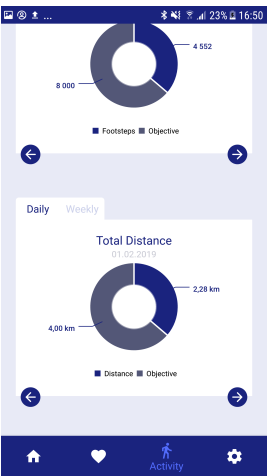 ... 23% 16:50
4 552
8 000
Footsteps Objective
Daily Weekly
Total Distance
01.02.2019
2,28 km
4,00 km
Distance Objective
Activity